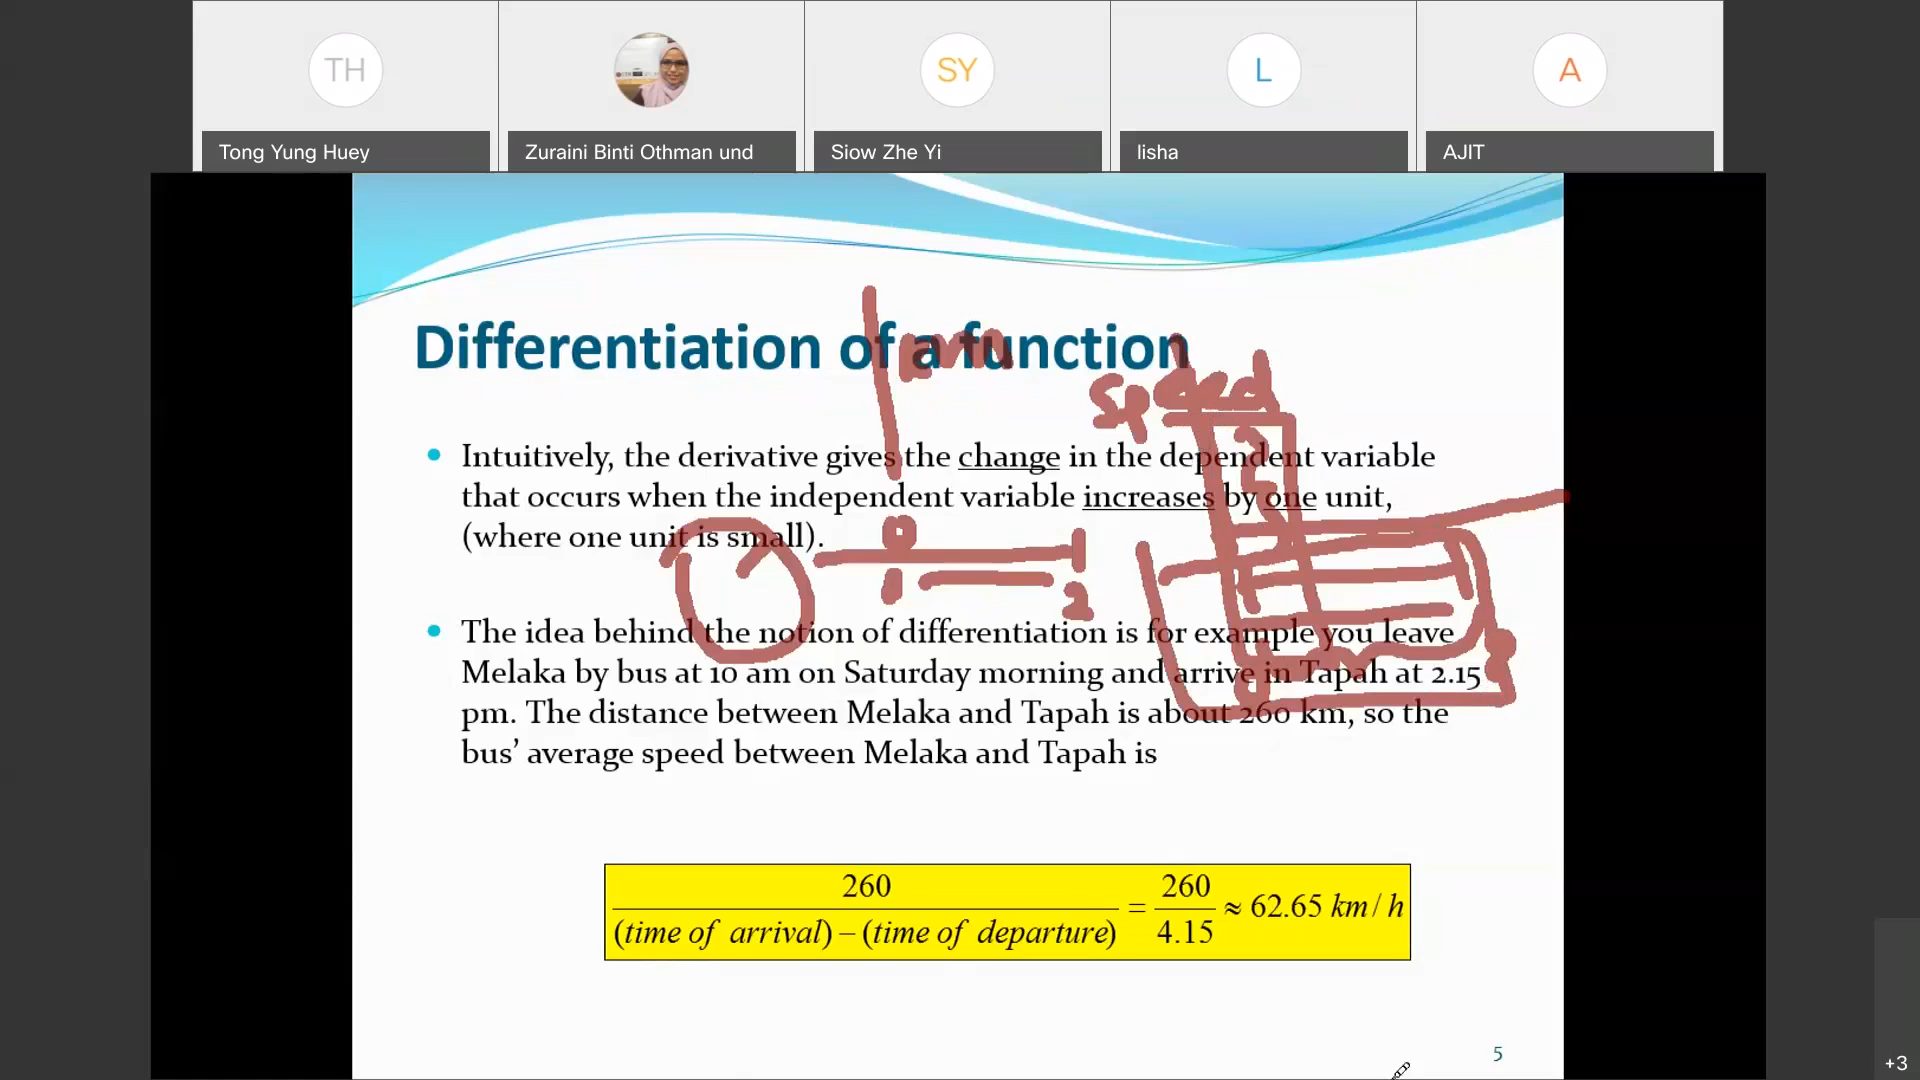 TH
SY
L
A
Tong Yung Huey
Zuraini Binti Othman und
Siow Zhe Yi
lisha
AJIT
Differentiation of a function
speed
Intuitively, the derivative gives the change in the dependent variable
that occurs when the independent variable increases by one unit,
(where one unit is small).
1
2
The idea behind the notion of differentiation is for example you leave
Melaka by bus at 10 am on Saturday morning and arrive in Tapah at 2.15
pm. The distance between Melaka and Tapah is about 260 km, so the
bus’ average speed between Melaka and Tapah is
260 / (time of arrival) – (time of departure) = 260 / 4.15 ≈ 62.65 km / h
5
+3